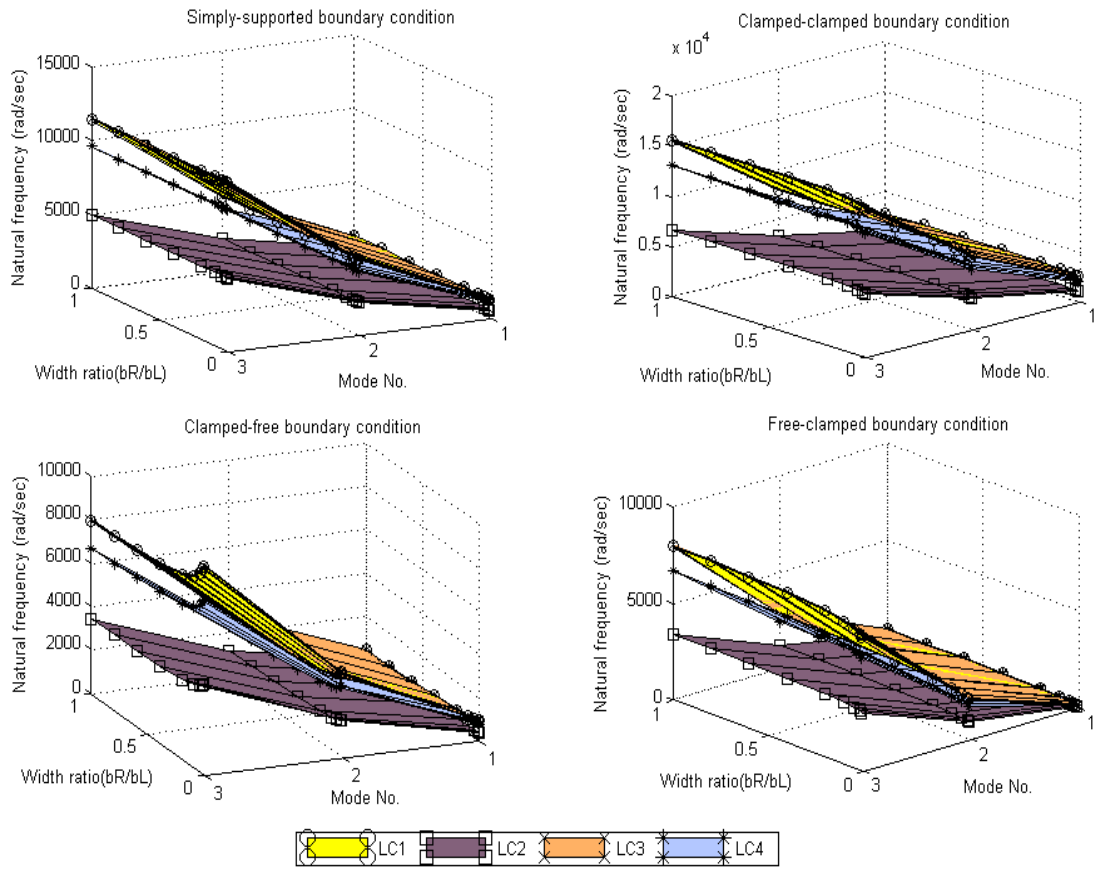 Simply-supported boundary condition
Natural frequency (rad/sec)
15000
10000
5000
0
1
0.5
0
Width ratio(bR/bL)
3
2
1
Mode No.
Clamped-clamped boundary condition
x 10^4
Natural frequency (rad/sec)
2
1.5
1
0.5
0
1
0.5
0
Width ratio(bR/bL)
3
2
1
Mode No.
Clamped-free boundary condition
Natural frequency (rad/sec)
10000
8000
6000
4000
2000
0
1
0.5
0
Width ratio(bR/bL)
3
2
1
Mode No.
Free-clamped boundary condition
Natural frequency (rad/sec)
10000
5000
0
1
0.5
0
Width ratio(bR/bL)
3
2
1
Mode No.
LC1 LC2 LC3 LC4